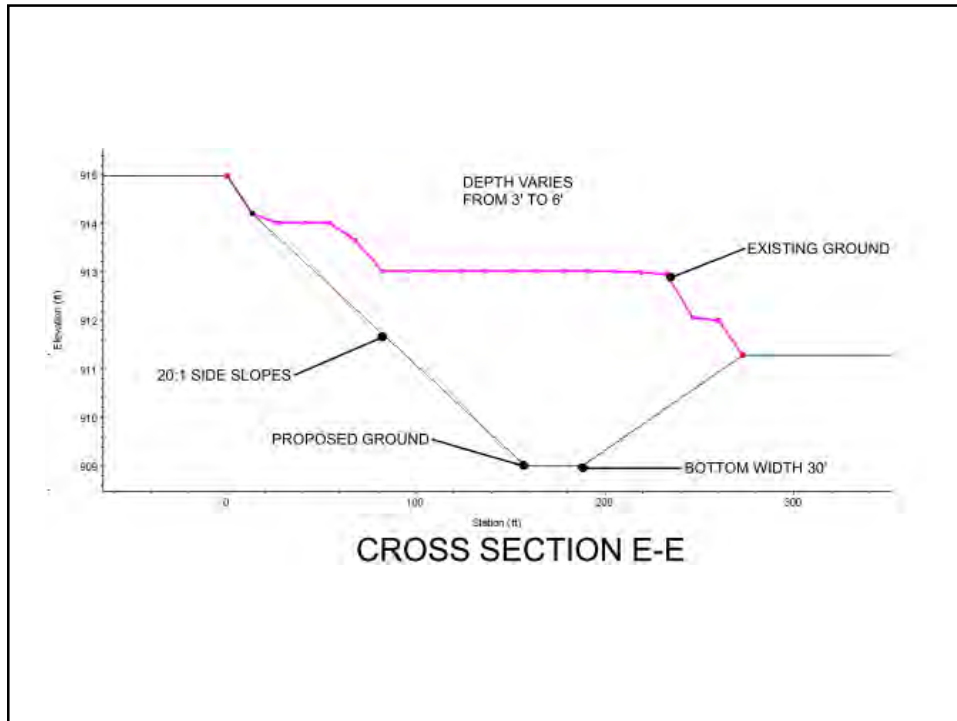 DEPTH VARIES
FROM 3' TO 6'
EXISTING GROUND
20:1 SIDE SLOPES
PROPOSED GROUND
BOTTOM WIDTH 30'
Elevation (ft)
916
914
913
912
911
910
909
0
100
200
300
Station (ft)
CROSS SECTION E-E